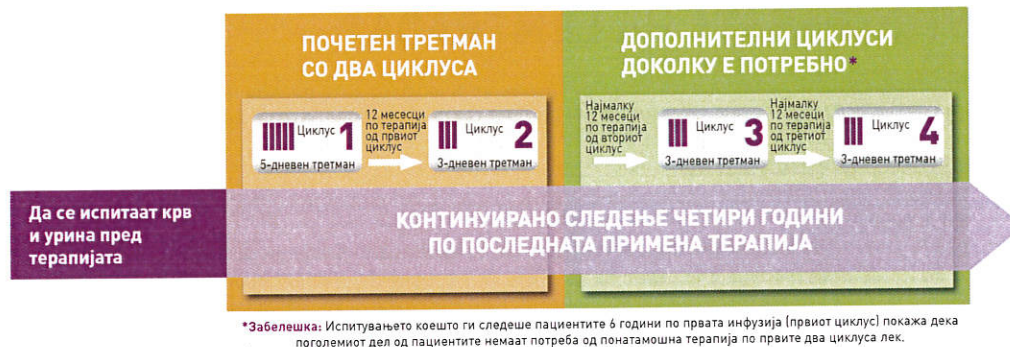 ПОЧЕТЕН ТРЕТМАН
СО ДВА ЦИКЛУСА
ДОПОЛНИТЕЛНИ ЦИКЛУСИ
ДОКОЛКУ Е ПОТРЕБНО*
Циклус 1
5-дневен третман
12 месесци
по терапија
од првиот
циклус
Циклус 2
3-дневен третман
Најмалку
12 месеци
по терапија
од вториот
циклус
Циклус 3
3-дневен третман
Најмалку
12 месеци
по терапија
од третиот
циклус
Циклус 4
3-дневен третман
Да се испитаат крв
и урина пред
терапијата
КОНТИНУИРАНО СЛЕДЕЊЕ ЧЕТИРИ ГОДИНИ
ПО ПОСЛЕДНАТА ПРИМЕНА ТЕРАПИЈА
*Забелешка: Испитувањето коешто ги следеше пациентите 6 години по првата инфузија (првиот циклус) покажа дека
поголемиот дел од пациентите немаат потреба од понатамошна терапија по првите два циклуса лек.